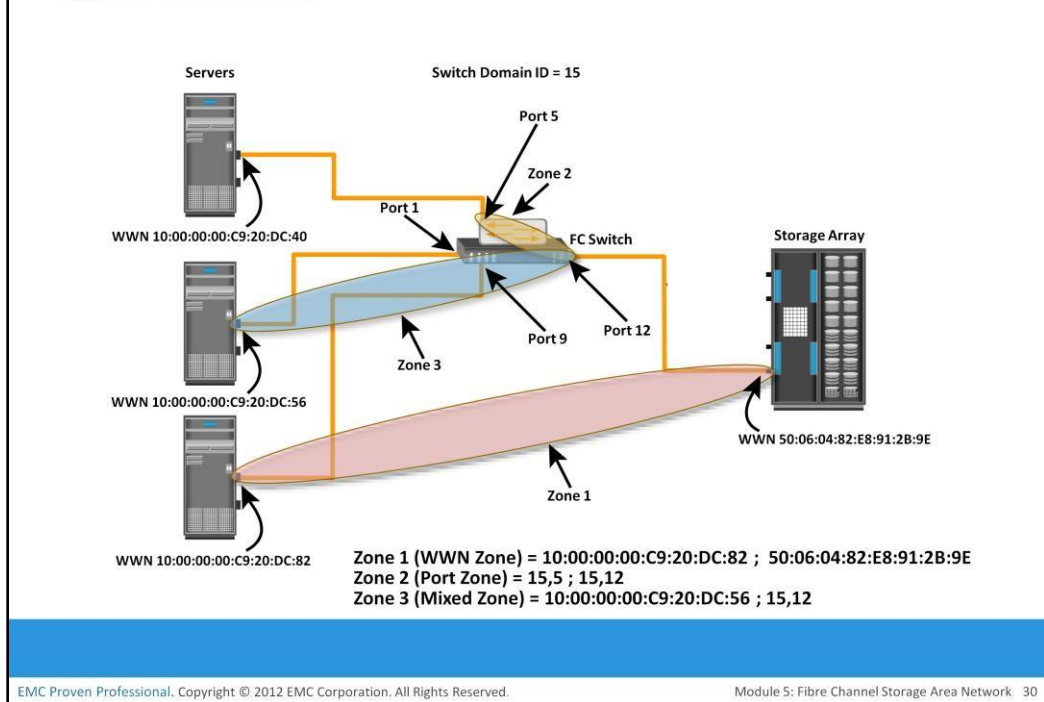 Servers
Switch Domain ID = 15
Port 5
Zone 2
Port 1
WWN 10:00:00:00:C9:20:DC:40
FC Switch
Storage Array
Port 9
Port 12
Zone 3
WWN 10:00:00:00:C9:20:DC:56
WWN 50:06:04:82:E8:91:2B:9E
Zone 1
WWN 10:00:00:00:C9:20:DC:82
Zone 1 (WWN Zone) = 10:00:00:00:C9:20:DC:82 ; 50:06:04:82:E8:91:2B:9E
Zone 2 (Port Zone) = 15,5 ; 15,12
Zone 3 (Mixed Zone) = 10:00:00:00:C9:20:DC:56 ; 15,12
EMC Proven Professional. Copyright © 2012 EMC Corporation. All Rights Reserved.
Module 5: Fibre Channel Storage Area Network 30